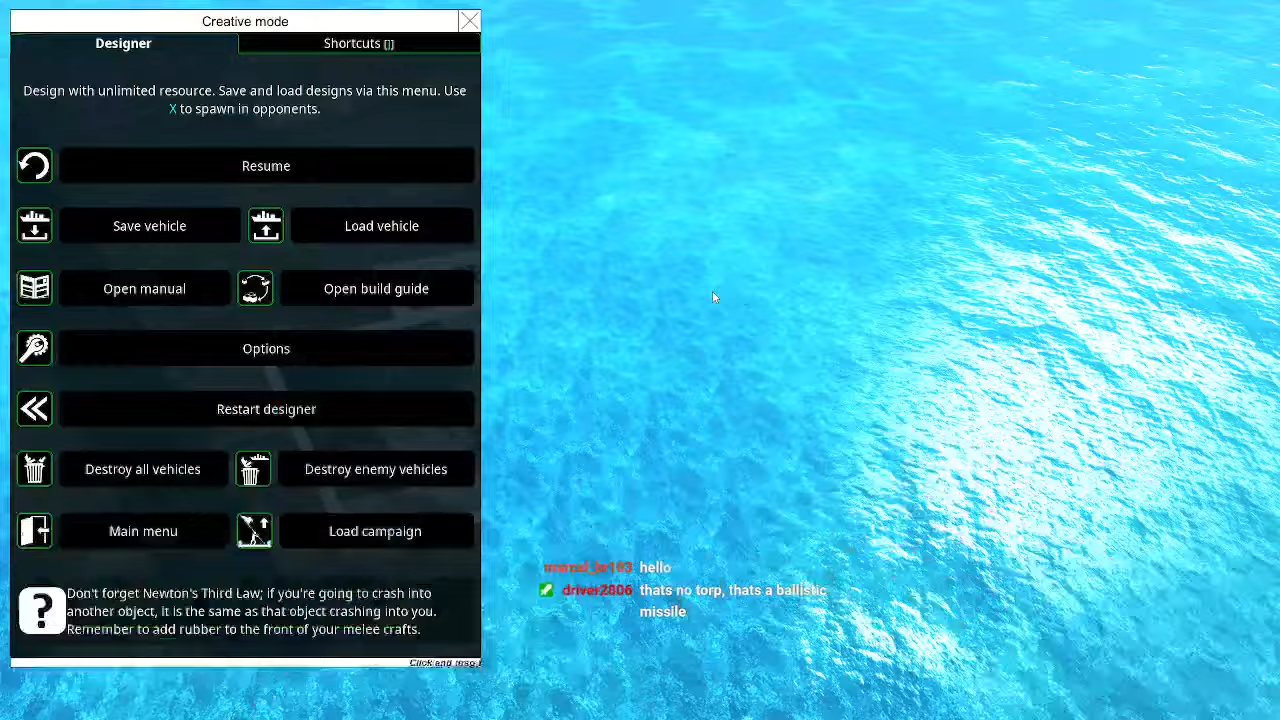 Creative mode
Designer
Shortcuts []]
Design with unlimited resource. Save and load designs via this menu. Use
X to spawn in opponents.
Resume
Save vehicle
Load vehicle
Open manual
Open build guide
Options
Restart designer
Destroy all vehicles
Destroy enemy vehicles
Main menu
Load campaign
?
Don't forget Newton's Third Law; if you're going to crash into
another object, it is the same as that object crashing into you.
Remember to add rubber to the front of your melee crafts.
Click and
hello
driver2806 thats no torp, thats a ballistic
missile